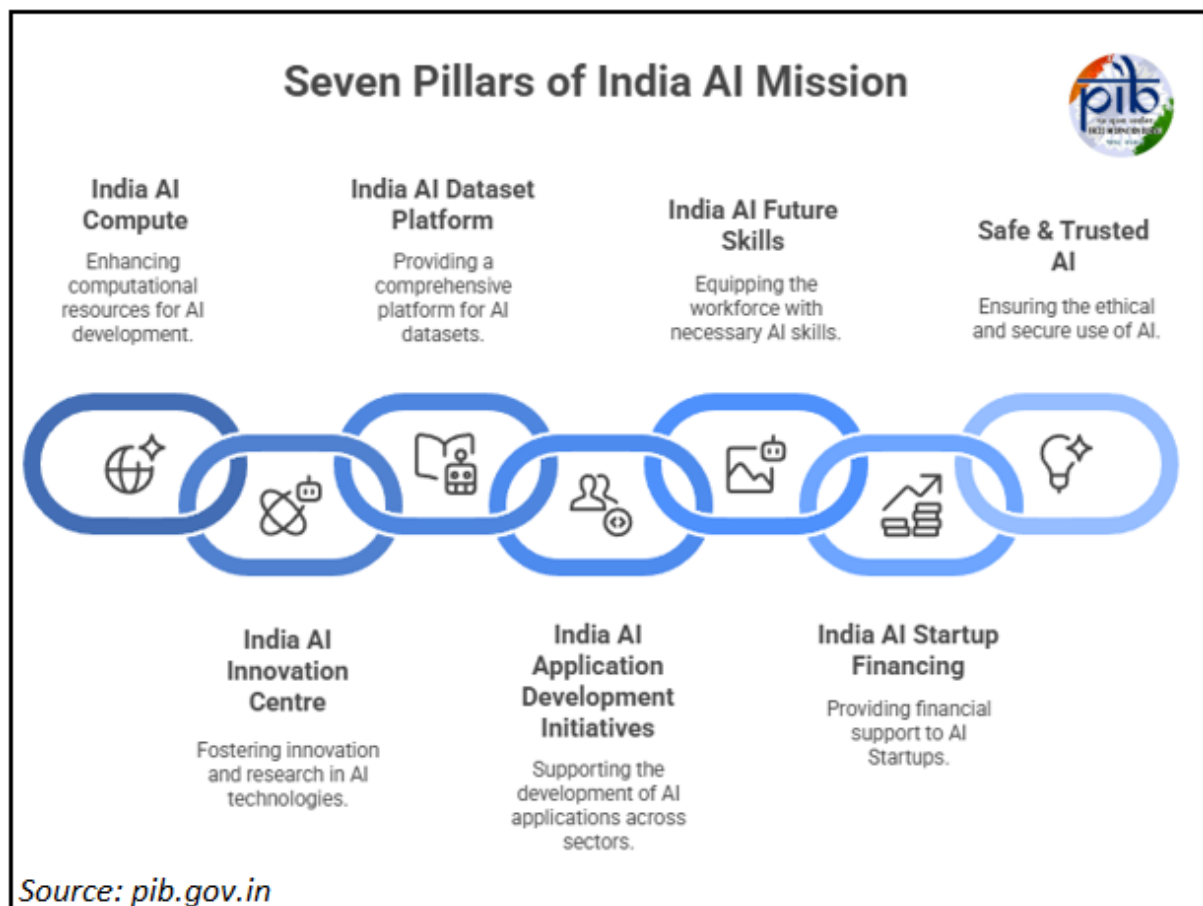 Seven Pillars of India AI Mission
pib
India AI
Compute
Enhancing
computational
resources for AI
development.
India AI Dataset
Platform
Providing a
comprehensive
platform for AI
datasets.
India AI Future
Skills
Equipping the
workforce with
necessary AI skills.
Safe & Trusted
AI
Ensuring the ethical
and secure use of AI.
India AI
Innovation
Centre
Fostering innovation
and research in AI
technologies.
India AI
Application
Development
Initiatives
Supporting the
development of AI
applications across
sectors.
India AI Startup
Financing
Providing financial
support to AI
Startups.
Source: pib.gov.in